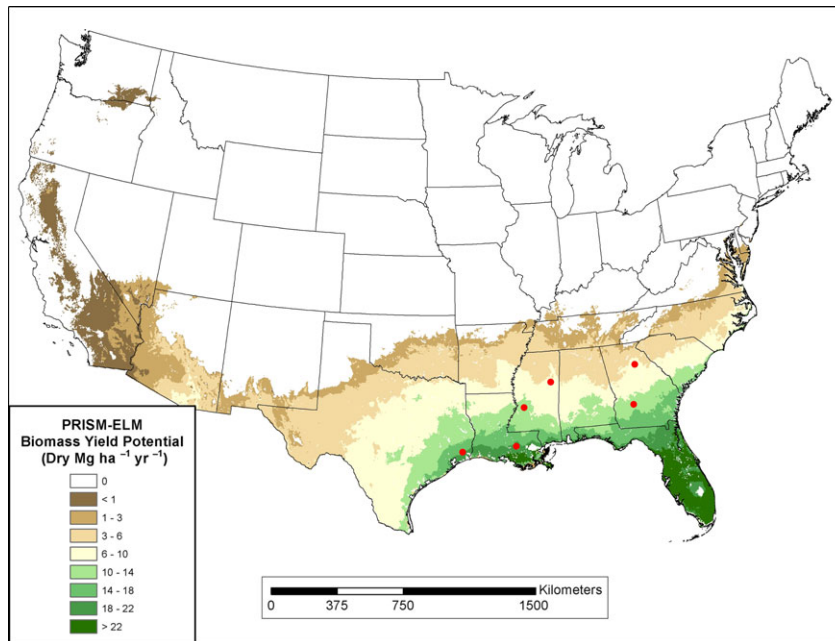 PRISM-ELM
Biomass Yield Potential
(Dry Mg ha ⁻¹ yr ⁻¹)
0
< 1
1 - 3
3 - 6
6 - 10
10 - 14
14 - 18
18 - 22
> 22
Kilometers
0 375 750 1500